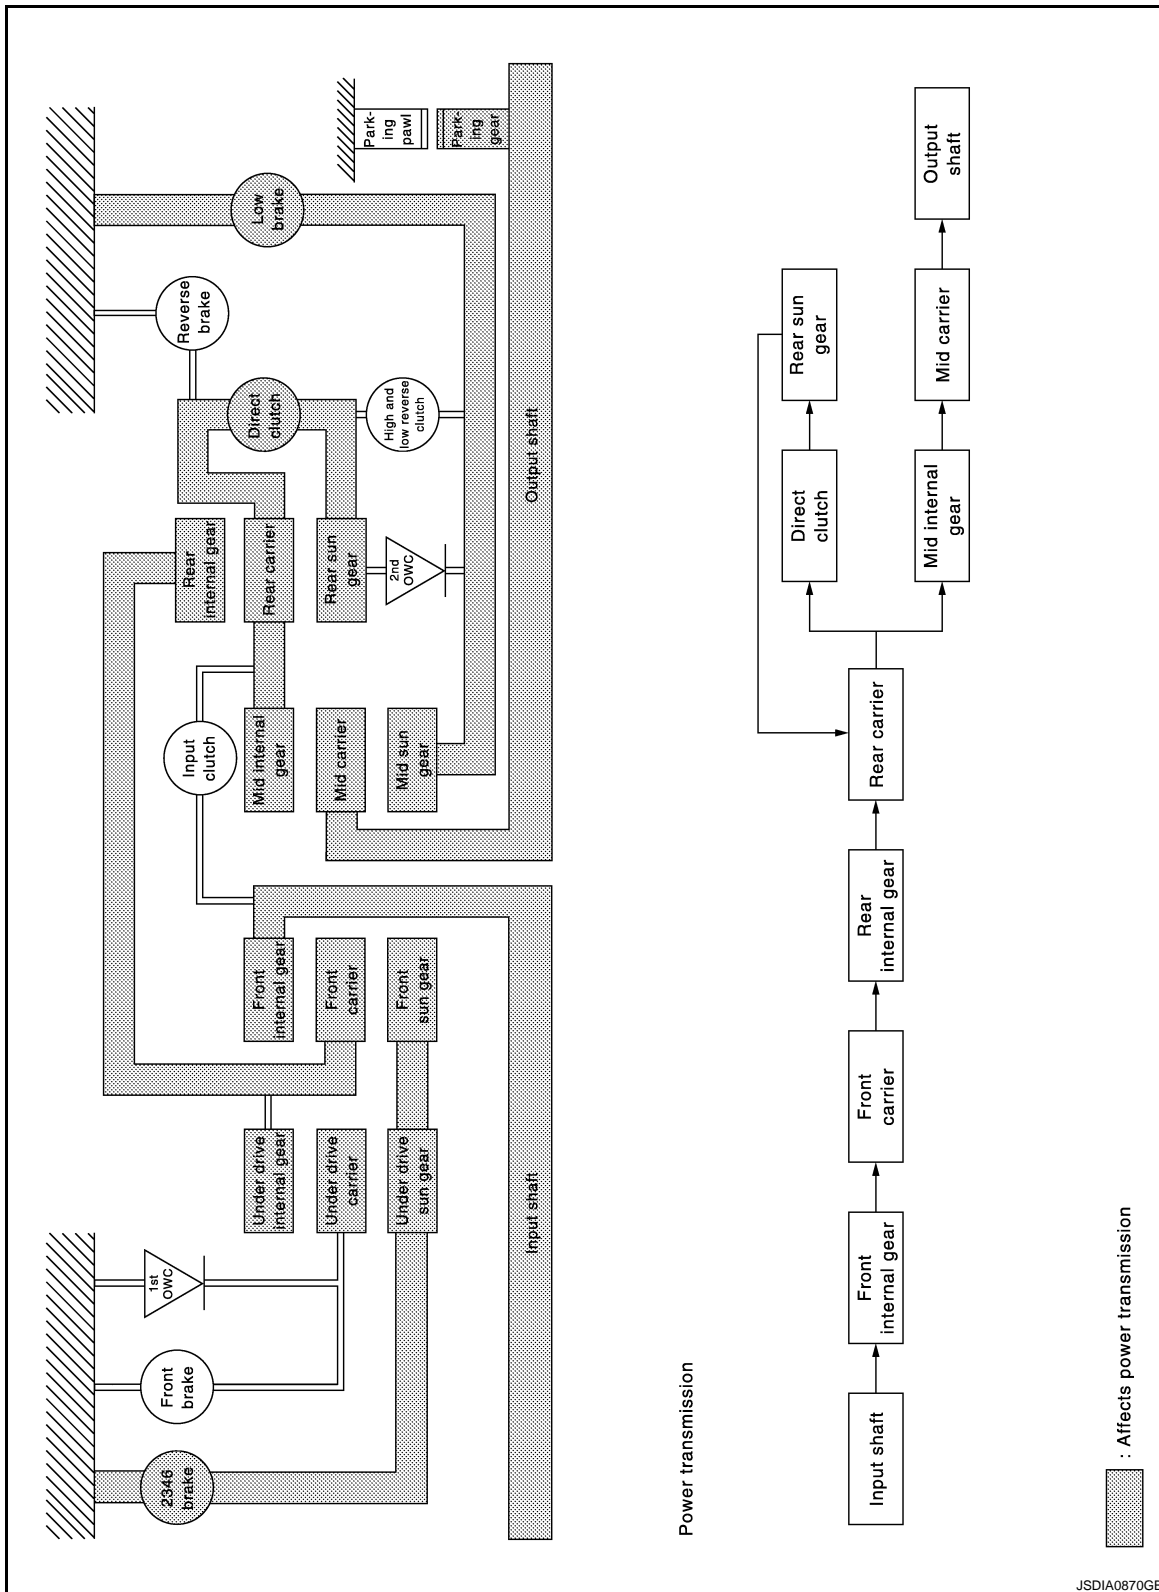 2346
brake
Front
brake
1st
OWC
Under drive
internal gear
Under drive
carrier
Under drive
sun gear
Input shaft
Front
internal gear
Front
carrier
Front
sun gear
Input
clutch
Mid internal
gear
Mid carrier
Mid sun
gear
Rear
internal gear
Rear carrier
Rear sun
gear
2nd
OWC
Direct
clutch
High and
low reverse
clutch
Reverse
brake
Low
brake
Output shaft
Park-
ing
pawl
Park-
ing
gear
Power transmission
Input shaft
Front
internal gear
Front
carrier
Rear
internal gear
Rear carrier
Direct
clutch
Rear sun
gear
Mid internal
gear
Mid carrier
Output
shaft
: Affects power transmission
JSDIA0870GB